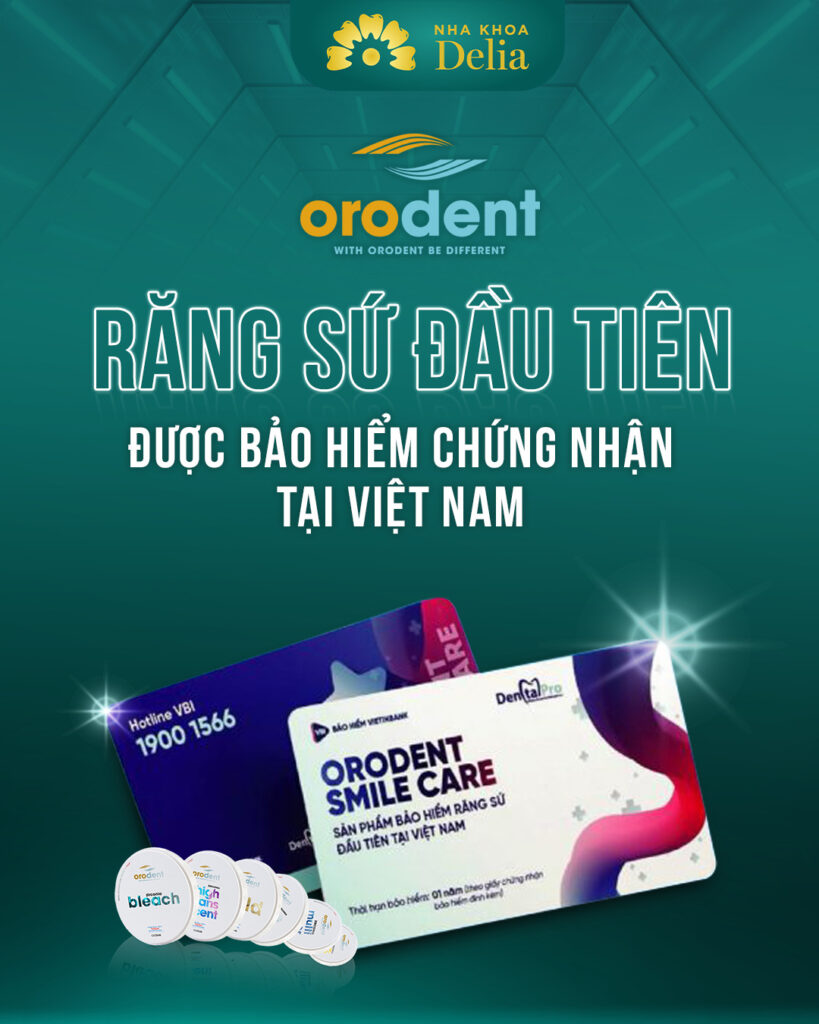 NHA KHOA
Delia
orodent
WITH ORODENT BE DIFFERENT
RĂNG SỨ ĐẦU TIÊN
ĐƯỢC BẢO HIỂM CHỨNG NHẬN
TẠI VIỆT NAM
Hotline VBI
1900 1566
BẢO HIỂM VIETINBANK
DentalPro
ORODENT
SMILE CARE
SẢN PHẨM BẢO HIỂM RĂNG SỨ
ĐẦU TIÊN TẠI VIỆT NAM
Thời hạn bảo hiểm: 01 năm (theo giấy chứng nhận
bảo hiểm đính kèm)
orodent
bleach
orodent
high
orodent